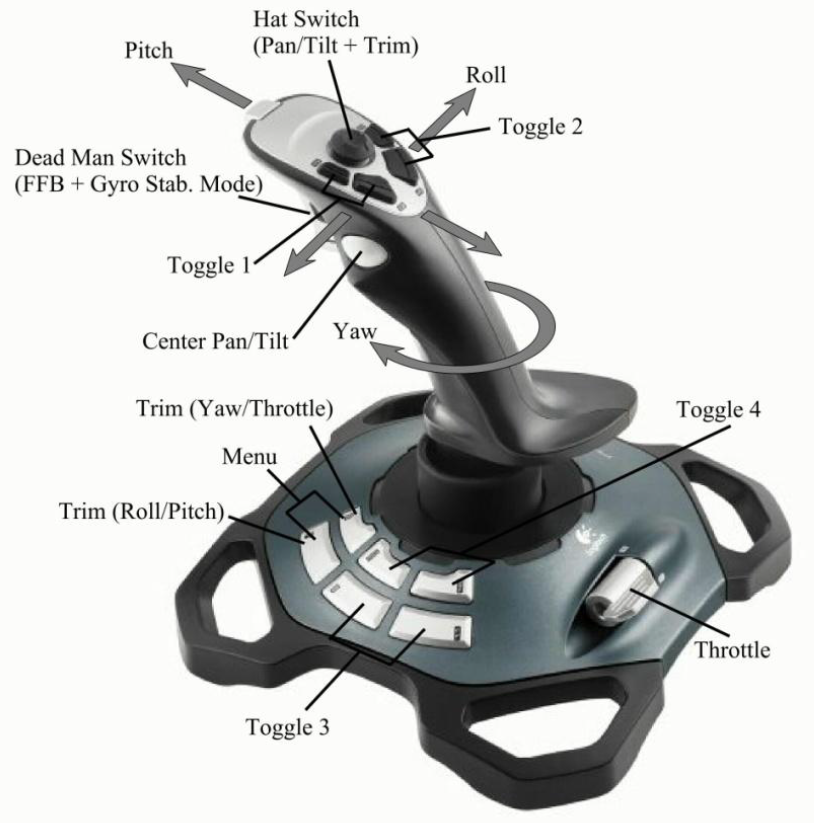 Hat Switch
(Pan/Tilt + Trim)
Pitch
Roll
Toggle 2
Dead Man Switch
(FFB + Gyro Stab. Mode)
Toggle 1
Center Pan/Tilt
Yaw
Trim (Yaw/Throttle)
Toggle 4
Menu
Trim (Roll/Pitch)
Throttle
Toggle 3